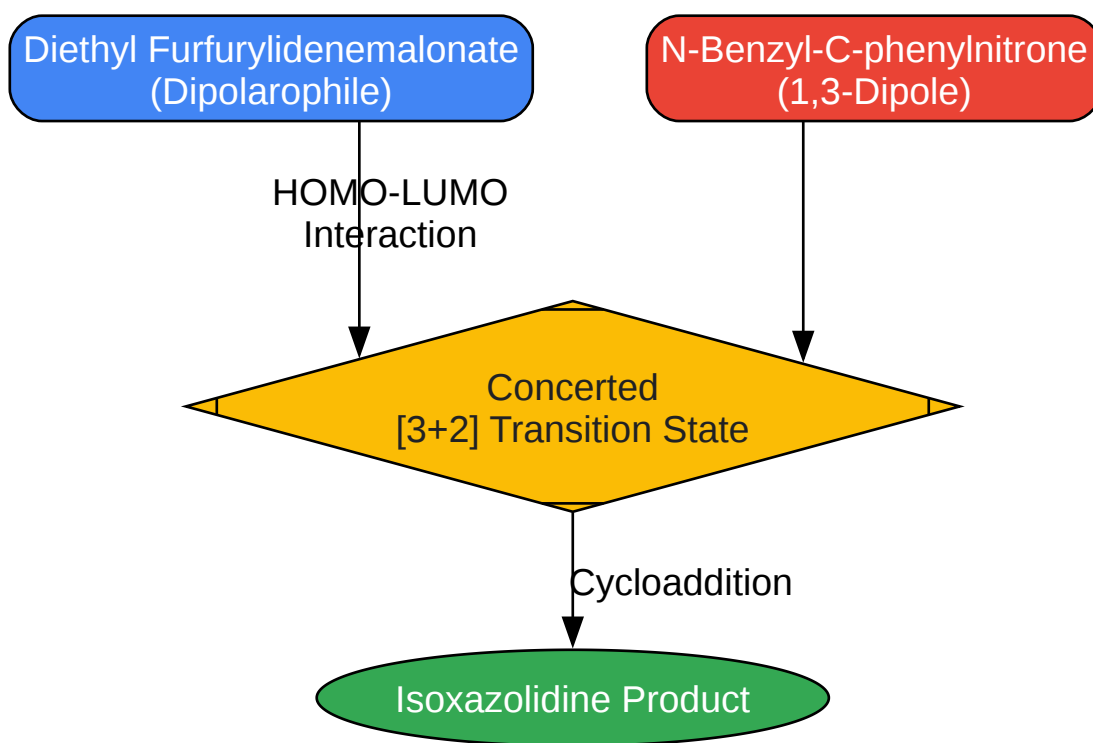 Diethyl Furfurylidenemalonate
(Dipolarophile)
N-Benzyl-C-phenylnitrone
(1,3-Dipole)
HOMO-LUMO
Interaction
Concerted
[3+2] Transition State
Cycloaddition
Isoxazolidine Product